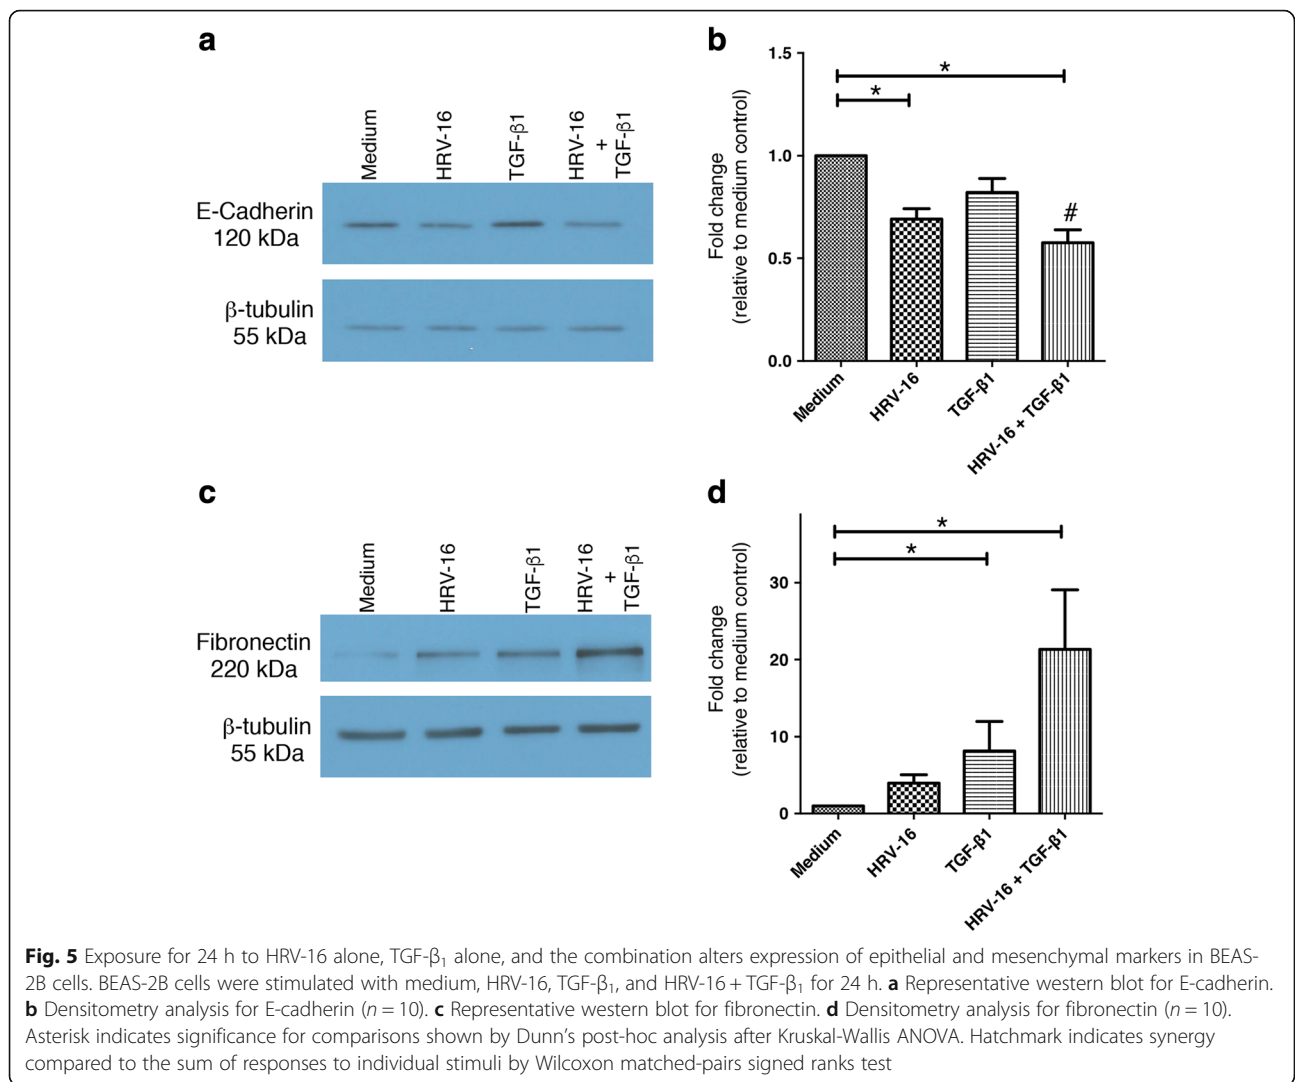 a
Medium
HRV-16
TGF-β1
HRV-16
+
TGF-β1
E-Cadherin
120 kDa
β-tubulin
55 kDa
b
Fold change
(relative to medium control)
1.5
1.0
0.5
0.0
*
*
#
Medium
HRV-16
TGF-β1
HRV-16 + TGF-β1
c
Medium
HRV-16
TGF-β1
HRV-16
+
TGF-β1
Fibronectin
220 kDa
β-tubulin
55 kDa
d
Fold change
(relative to medium control)
30
20
10
0
*
*
Medium
HRV-16
TGF-β1
HRV-16 + TGF-β1
Fig. 5 Exposure for 24 h to HRV-16 alone, TGF-β₁ alone, and the combination alters expression of epithelial and mesenchymal markers in BEAS-
2B cells. BEAS-2B cells were stimulated with medium, HRV-16, TGF-β₁, and HRV-16 + TGF-β₁ for 24 h. a Representative western blot for E-cadherin.
b Densitometry analysis for E-cadherin (n = 10). c Representative western blot for fibronectin. d Densitometry analysis for fibronectin (n = 10).
Asterisk indicates significance for comparisons shown by Dunn's post-hoc analysis after Kruskal-Wallis ANOVA. Hatchmark indicates synergy
compared to the sum of responses to individual stimuli by Wilcoxon matched-pairs signed ranks test